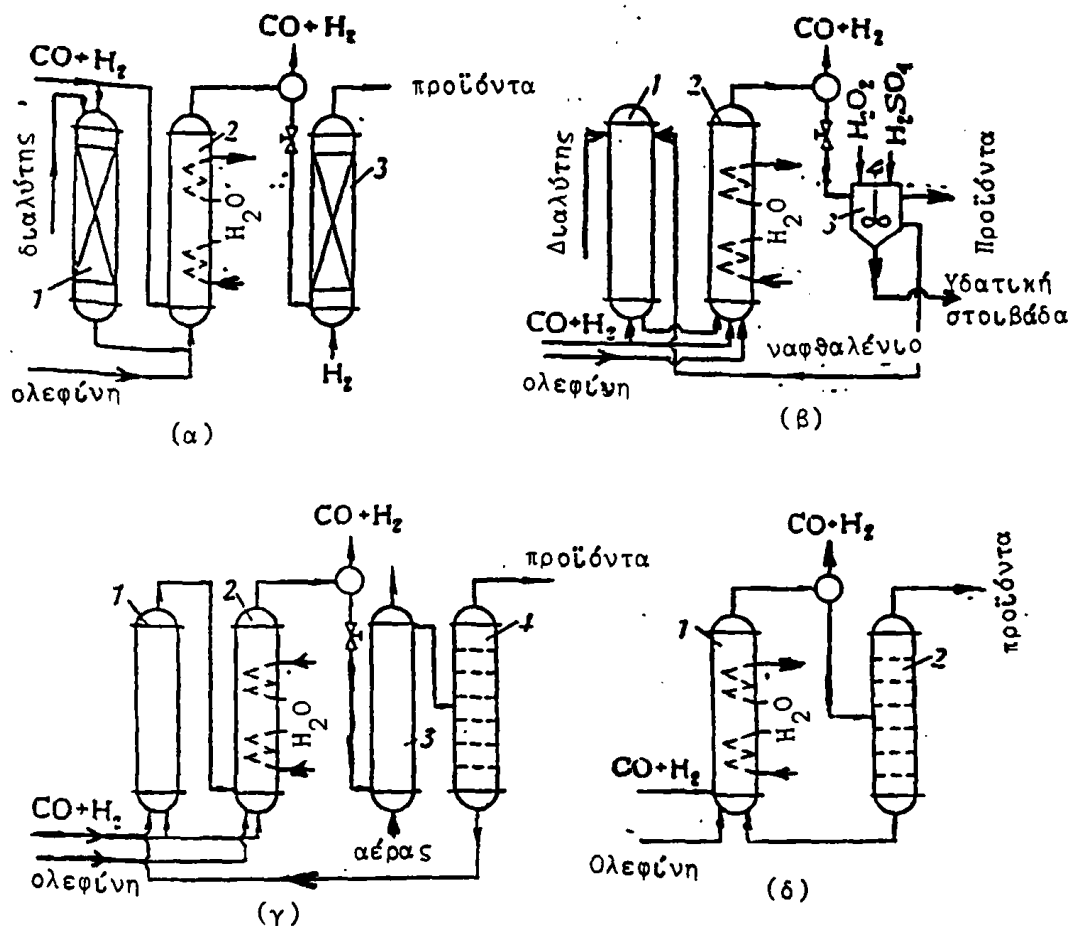 CO+H₂
CO+H₂
προϊόντα
διαλύτης
1
2
3
H₂O
H₂
ολεφίνη
(α)
CO+H₂
H₂O₂
H₂SO₄
1
2
3
Διαλύτης
H₂O
Προϊόντα
Υδατική
στοιβάδα
CO+H₂
ναφθαλένιο
ολεφίνη
(β)
CO+H₂
προϊόντα
1
2
3
4
H₂O
CO+H₂
ολεφίνη
αέρας
(γ)
CO+H₂
προϊόντα
1
2
H₂O
CO+H₂
Ολεφίνη
(δ)